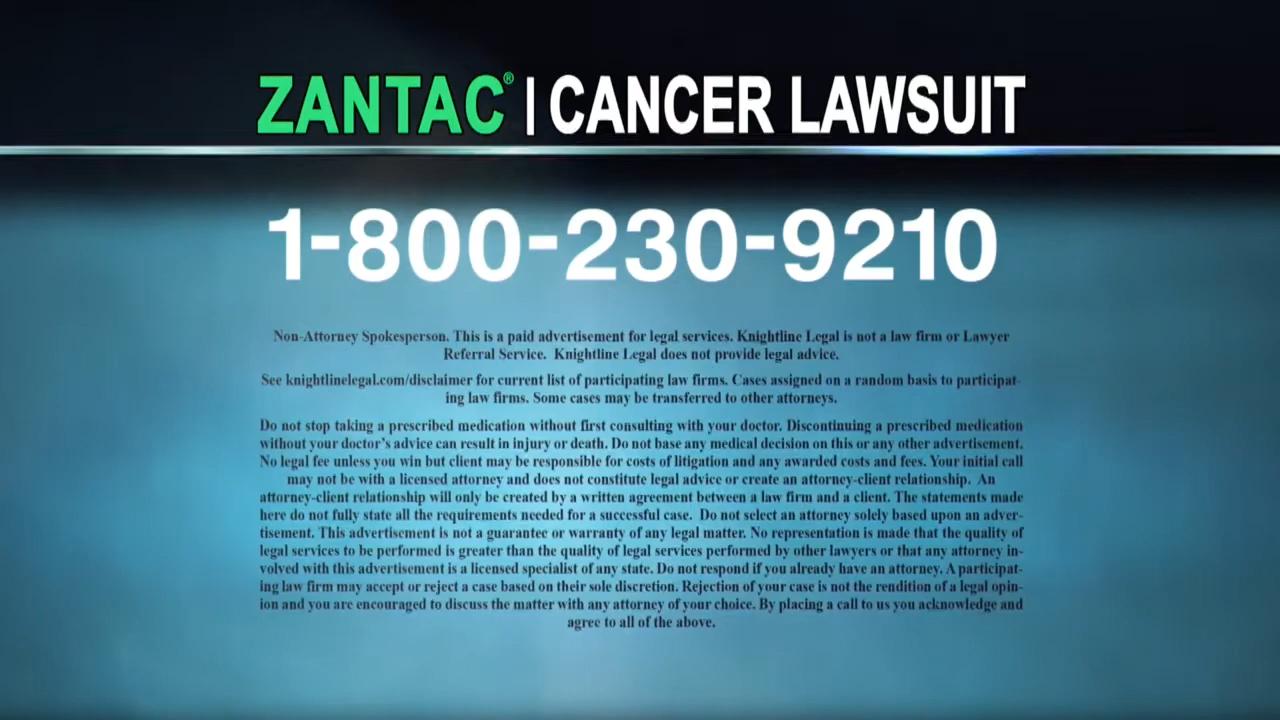 ZANTAC® | CANCER LAWSUIT
1-800-230-9210
Non-Attorney Spokesperson. This is a paid advertisement for legal services. Knightline Legal is not a law firm or Lawyer
Referral Service. Knightline Legal does not provide legal advice.
See knightlinelegal.com/disclaimer for current list of participating law firms. Cases assigned on a random basis to participat-
ing law firms. Some cases may be transferred to other attorneys.
Do not stop taking a prescribed medication without first consulting with your doctor. Discontinuing a prescribed medication
without your doctor's advice can result in injury or death. Do not base any medical decision on this or any other advertisement.
No legal fee unless you win but client may be responsible for costs of litigation and any awarded costs and fees. Your initial call
may not be with a licensed attorney and does not constitute legal advice or create an attorney-client relationship. An
attorney-client relationship will only be created by a written agreement between a law firm and a client. The statements made
here do not fully state all the requirements needed for a successful case. Do not select an attorney solely based upon an adver-
tisement. This advertisement is not a guarantee or warranty of any legal matter. No representation is made that the quality of
legal services to be performed is greater than the quality of legal services performed by other lawyers or that any attorney in-
volved with this advertisement is a licensed specialist of any state. Do not respond if you already have an attorney. A participat-
ing law firm may accept or reject a case based on their sole discretion. Rejection of your case is not the rendition of a legal opin-
ion and you are encouraged to discuss the matter with any attorney of your choice. By placing a call to us you acknowledge and
agree to all of the above.